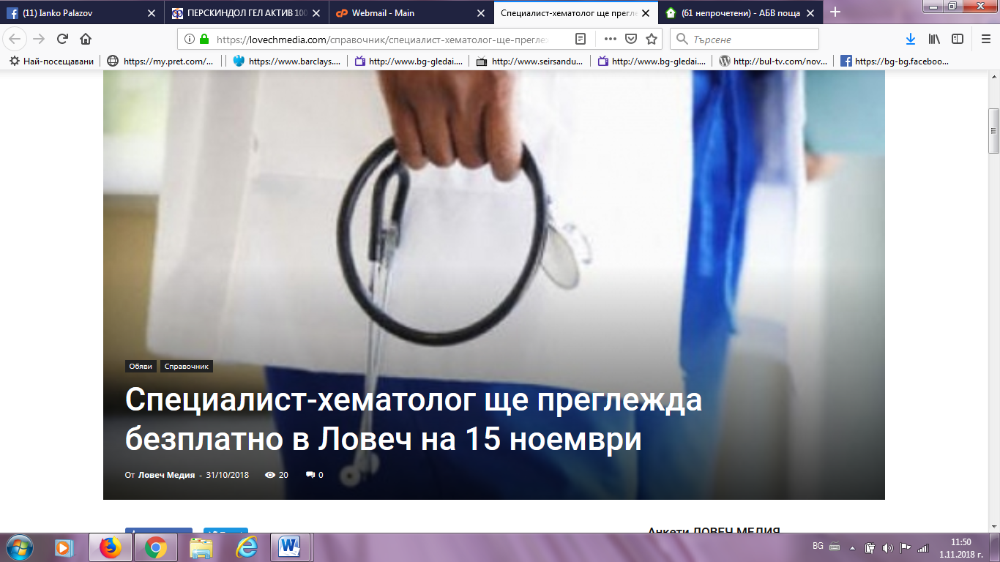 (11) Ianko Palazov
ПЕРСКИНДОЛ ГЕЛ АКТИВ 100
Webmail - Main
Специалист-хематолог ще прегле
(61 непрочетени) - АБВ поща
https://lovechmedia.com/справочник/специалист-хематолог-ще-преглеж
Търсене
Най-посещавани
https://my.pret.com/...
https://www.barclays....
http://www.bg-gledai....
http://www.seirsandu...
http://www.bg-gledai....
http://bul-tv.com/nov...
https://bg-bg.faceboo...
Обяви
Справочник
Специалист-хематолог ще преглежда
безплатно в Ловеч на 15 ноември
От Ловеч Медия - 31/10/2018 20 0
Анкети ЛОВЕЧ МЕДИЯ
BG
11:50
1.11.2018 г.